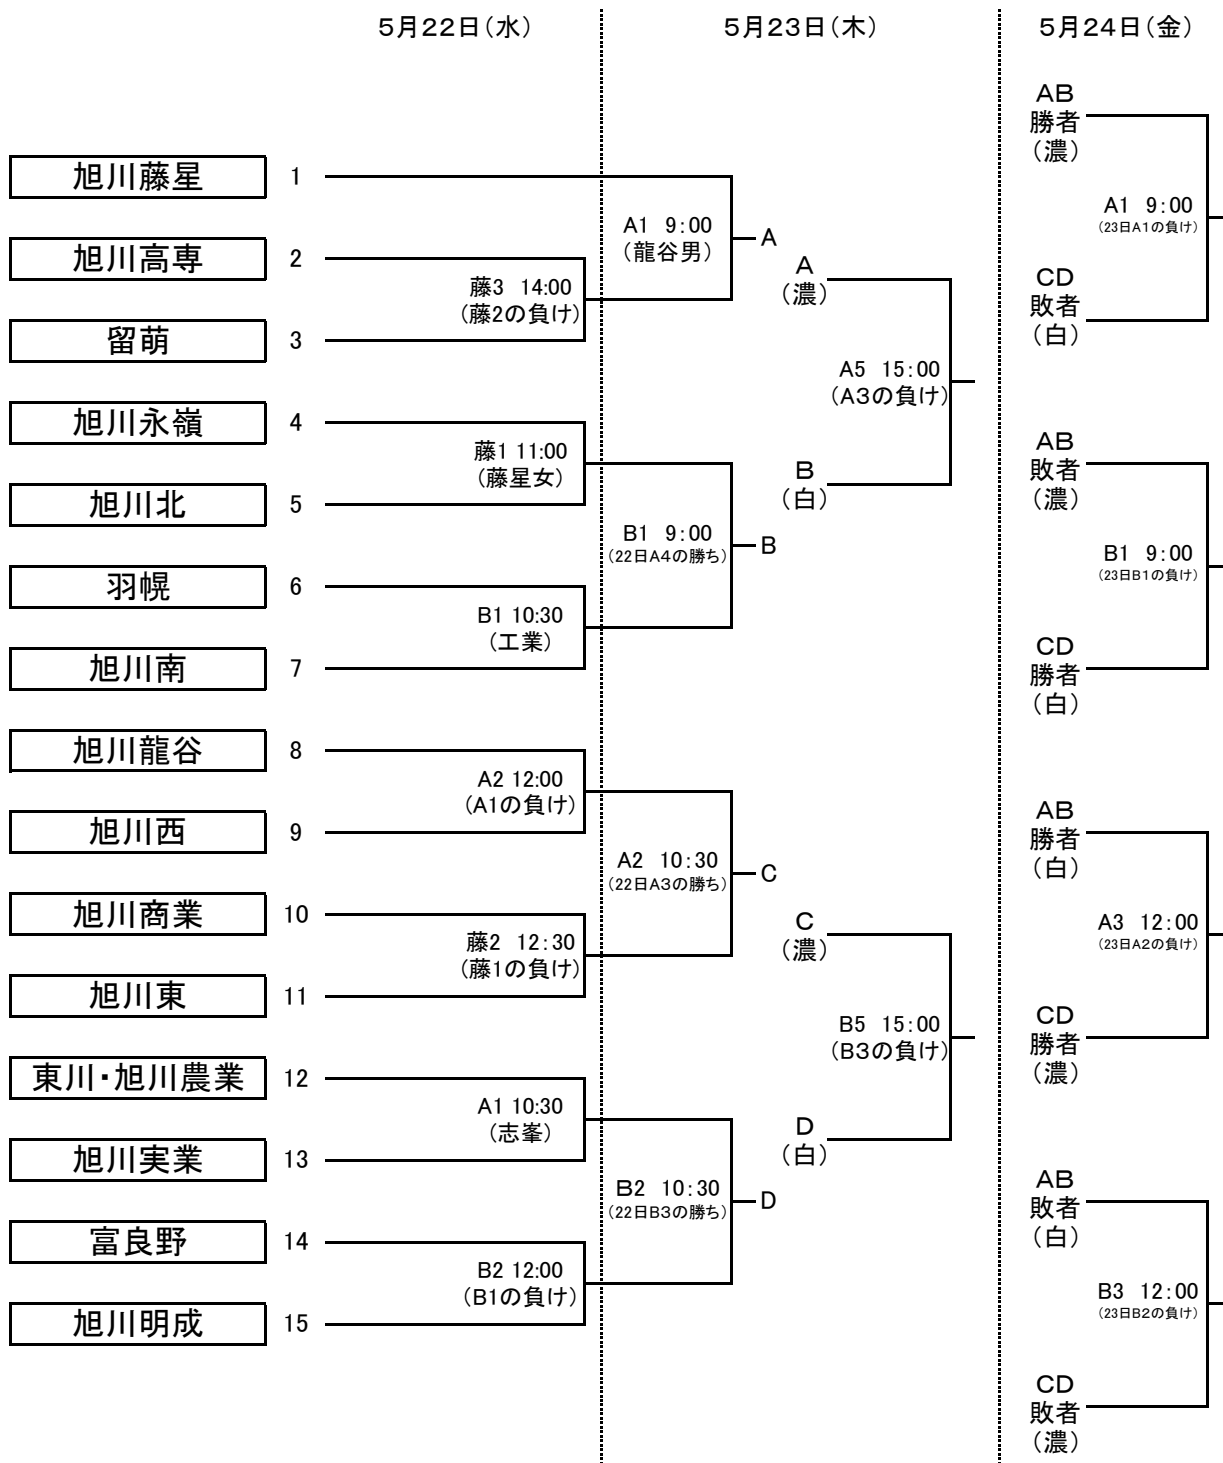 5月22日(水)
5月23日(木)
5月24日(金)
旭川藤星 1
旭川高専 2
留萌 3
旭川永嶺 4
旭川北 5
羽幌 6
旭川南 7
旭川龍谷 8
旭川西 9
旭川商業 10
旭川東 11
東川・旭川農業 12
旭川実業 13
富良野 14
旭川明成 15
藤3 14:00
(藤2の負け)
藤1 11:00
(藤星女)
B1 10:30
(工業)
A2 12:00
(A1の負け)
藤2 12:30
(藤1の負け)
A1 10:30
(志峯)
B2 12:00
(B1の負け)
A1 9:00
(龍谷男)
A
B1 9:00
(22日A4の勝ち)
B
A2 10:30
(22日A3の勝ち)
C
B2 10:30
(22日B3の勝ち)
D
A
(濃)
A5 15:00
(A3の負け)
B
(白)
C
(濃)
B5 15:00
(B3の負け)
D
(白)
AB
勝者
(濃)
A1 9:00
(23日A1の負け)
CD
敗者
(白)
AB
敗者
(濃)
B1 9:00
(23日B1の負け)
CD
勝者
(白)
AB
勝者
(白)
A3 12:00
(23日A2の負け)
CD
勝者
(濃)
AB
敗者
(白)
B3 12:00
(23日B2の負け)
CD
敗者
(濃)